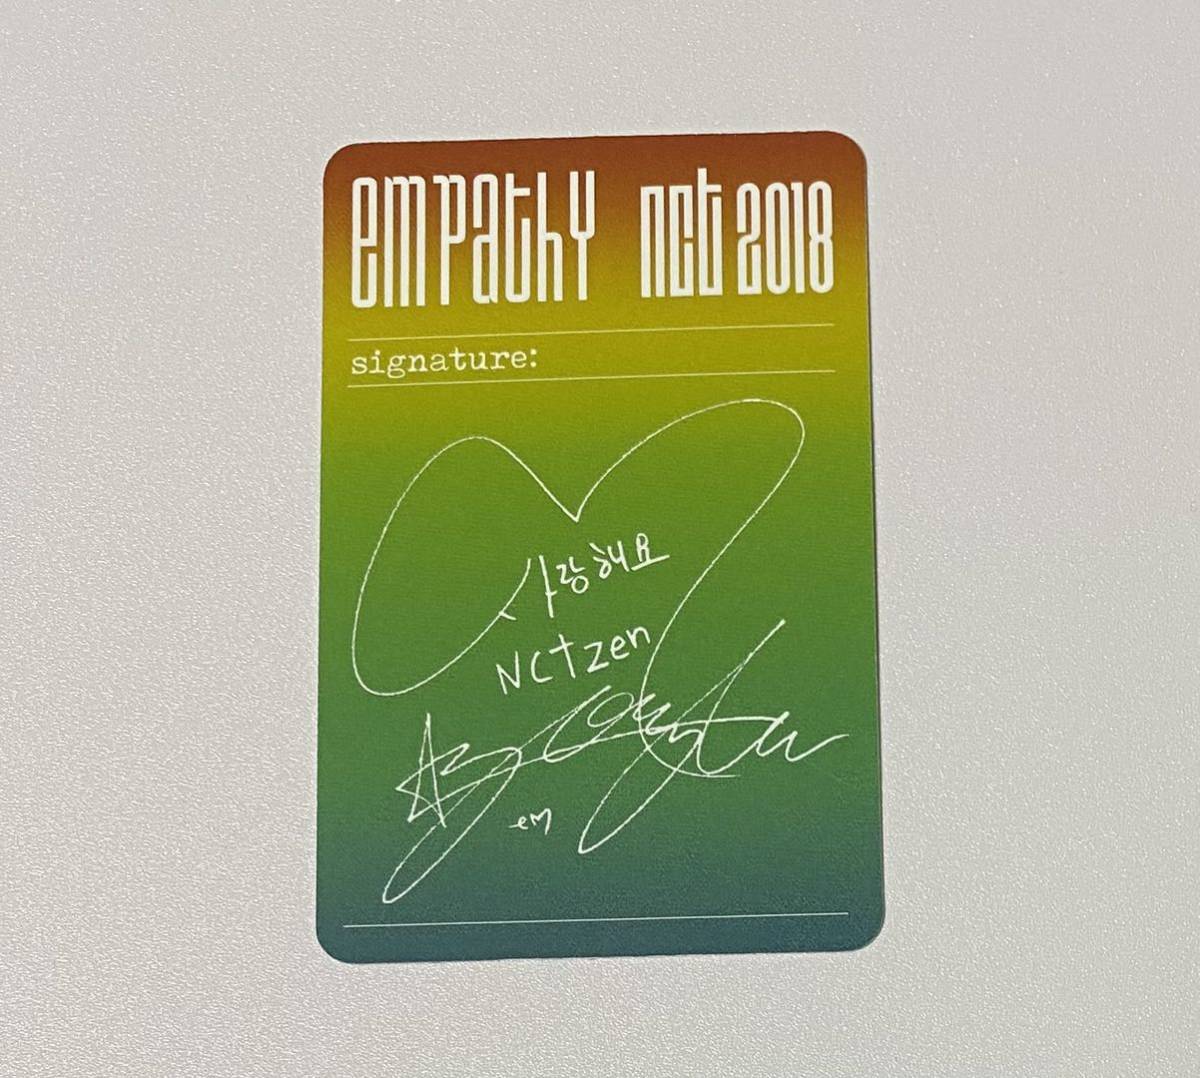 empathy nct 2018
signature:
사랑해요
NCTzen